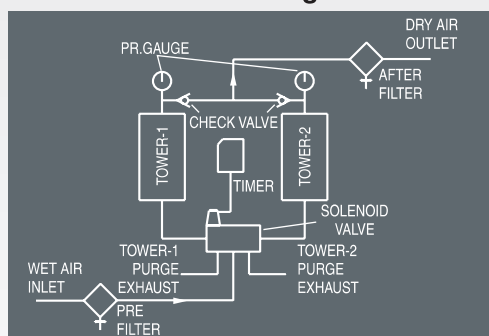 DRY AIR
OUTLET
PR.GAUGE
AFTER
FILTER
CHECK VALVE
TOWER-1
TOWER-2
TIMER
SOLENOID
VALVE
TOWER-1
PURGE
EXHAUST
TOWER-2
PURGE
EXHAUST
WET AIR
INLET
PRE
FILTER